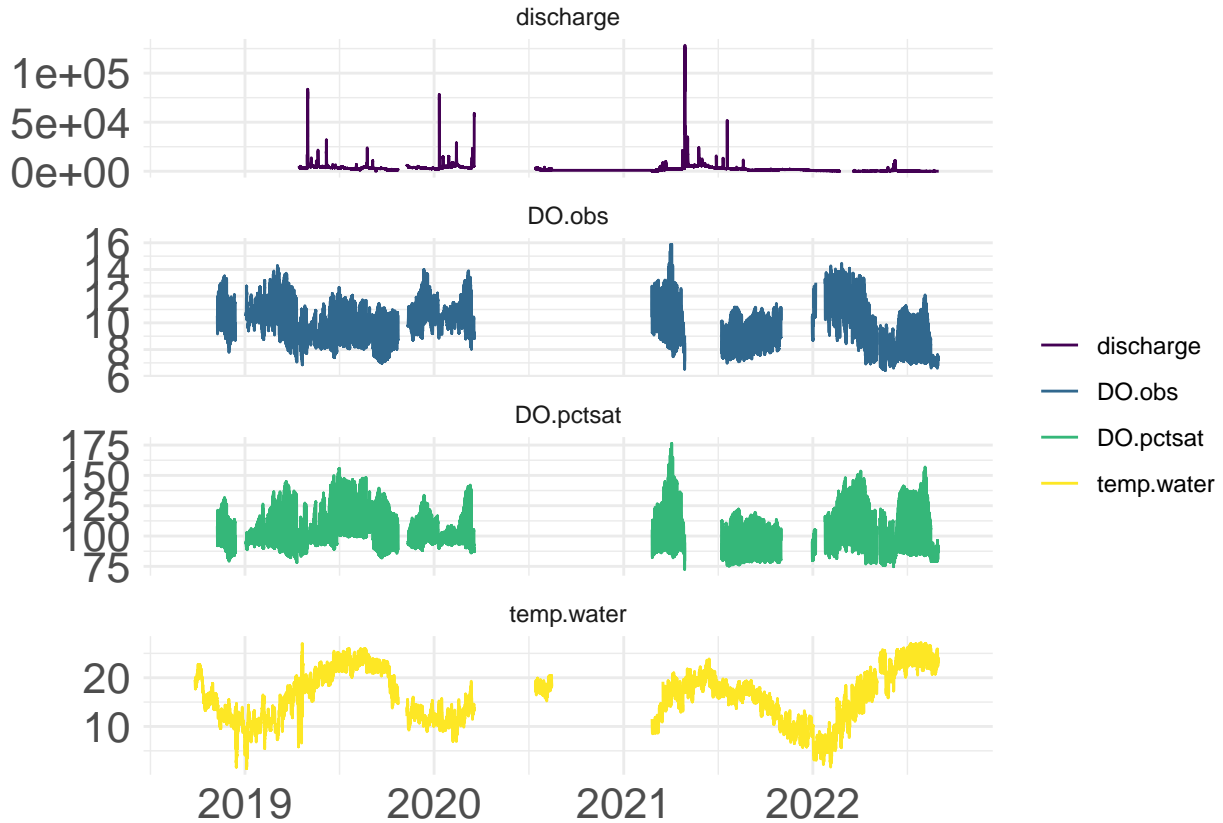 discharge
1e+05
5e+04
0e+00
DO.obs
16
14
12
10
8
6
DO.pctsat
175
150
125
100
75
temp.water
20
10
2019 2020 2021 2022
discharge
DO.obs
DO.pctsat
temp.water